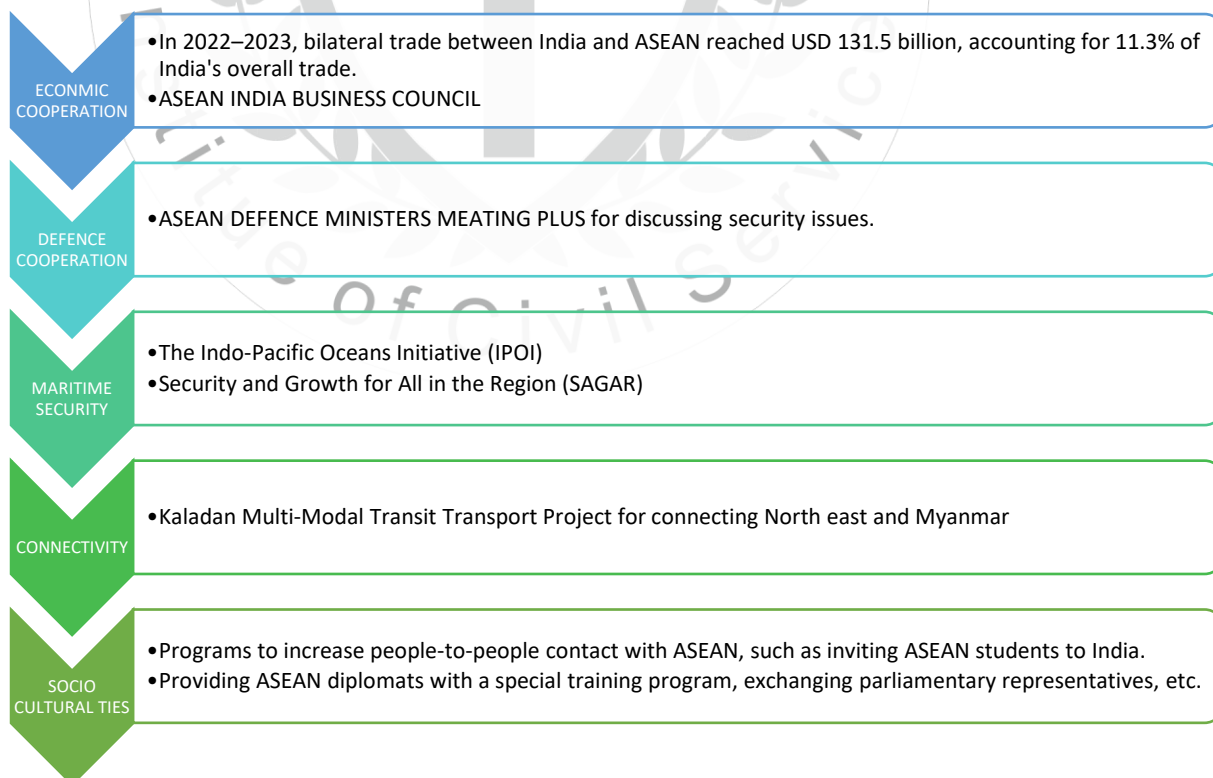 ECONMIC
COOPERATION
•In 2022–2023, bilateral trade between India and ASEAN reached USD 131.5 billion, accounting for 11.3% of
India's overall trade.
•ASEAN INDIA BUSINESS COUNCIL
DEFENCE
COOPERATION
•ASEAN DEFENCE MINISTERS MEATING PLUS for discussing security issues.
MARITIME
SECURITY
•The Indo-Pacific Oceans Initiative (IPOI)
•Security and Growth for All in the Region (SAGAR)
CONNECTIVITY
•Kaladan Multi-Modal Transit Transport Project for connecting North east and Myanmar
SOCIO
CULTURAL TIES
•Programs to increase people-to-people contact with ASEAN, such as inviting ASEAN students to India.
•Providing ASEAN diplomats with a special training program, exchanging parliamentary representatives, etc.
of Civil Service